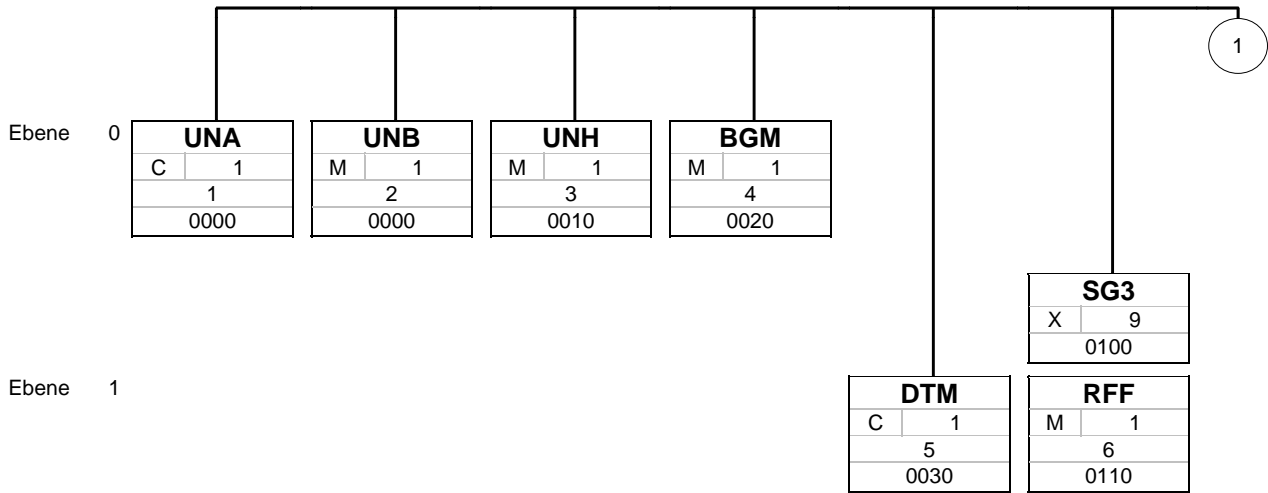 1
Ebene 0
UNA UNB UNH BGM
C 1 M 1 M 1 M 1
1 2 3 4
0000 0000 0010 0020
SG3
X 9
0100
Ebene 1
DTM RFF
C 1 M 1
5 6
0030 0110